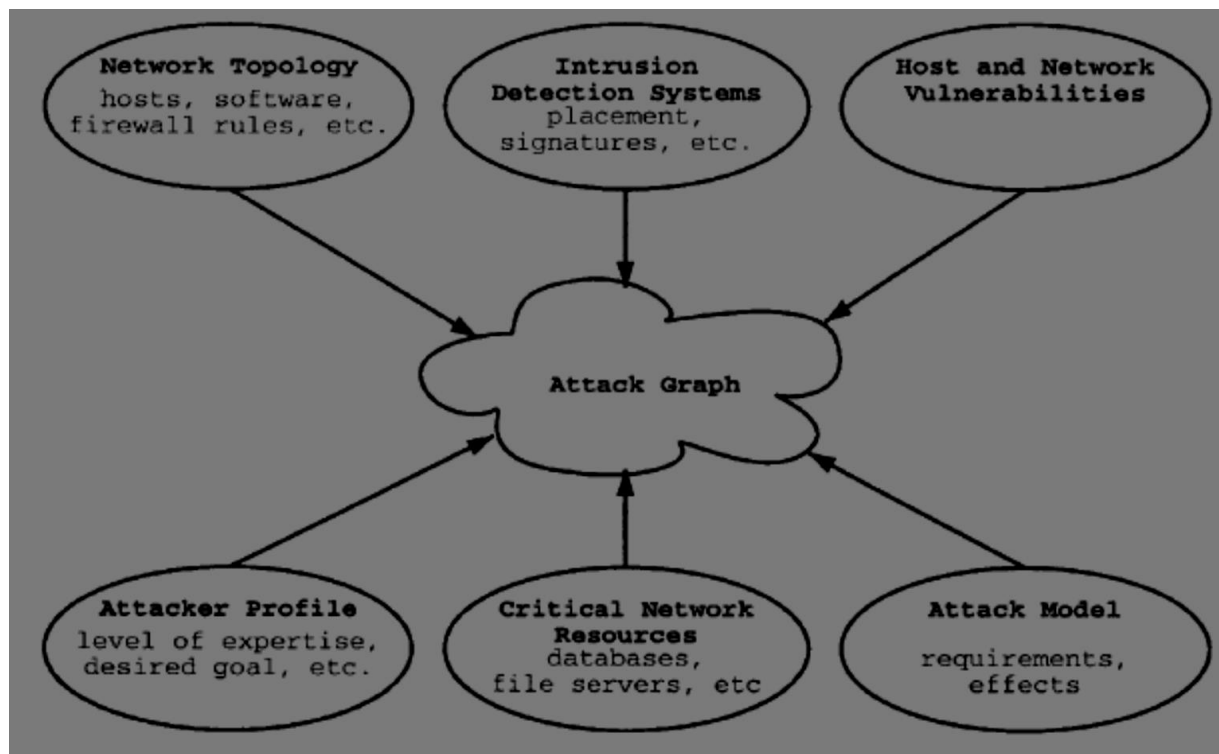 Network Topology
hosts, software,
firewall rules, etc.
Intrusion
Detection Systems
placement,
signatures, etc.
Host and Network
Vulnerabilities
Attack Graph
Attacker Profile
level of expertise,
desired goal, etc.
Critical Network
Resources
databases,
file servers, etc
Attack Model
requirements,
effects